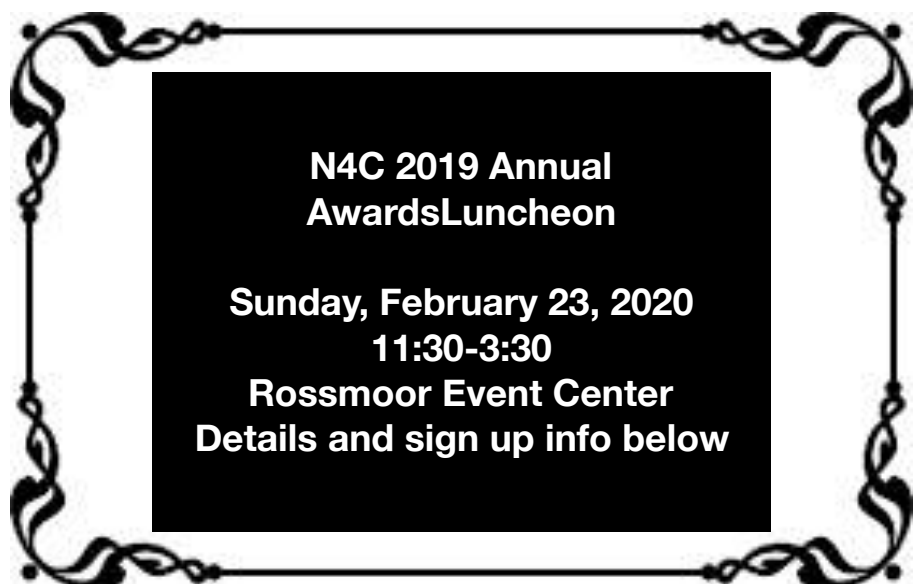 N4C 2019 Annual
AwardsLuncheon
Sunday, February 23, 2020
11:30-3:30
Rossmoor Event Center
Details and sign up info below